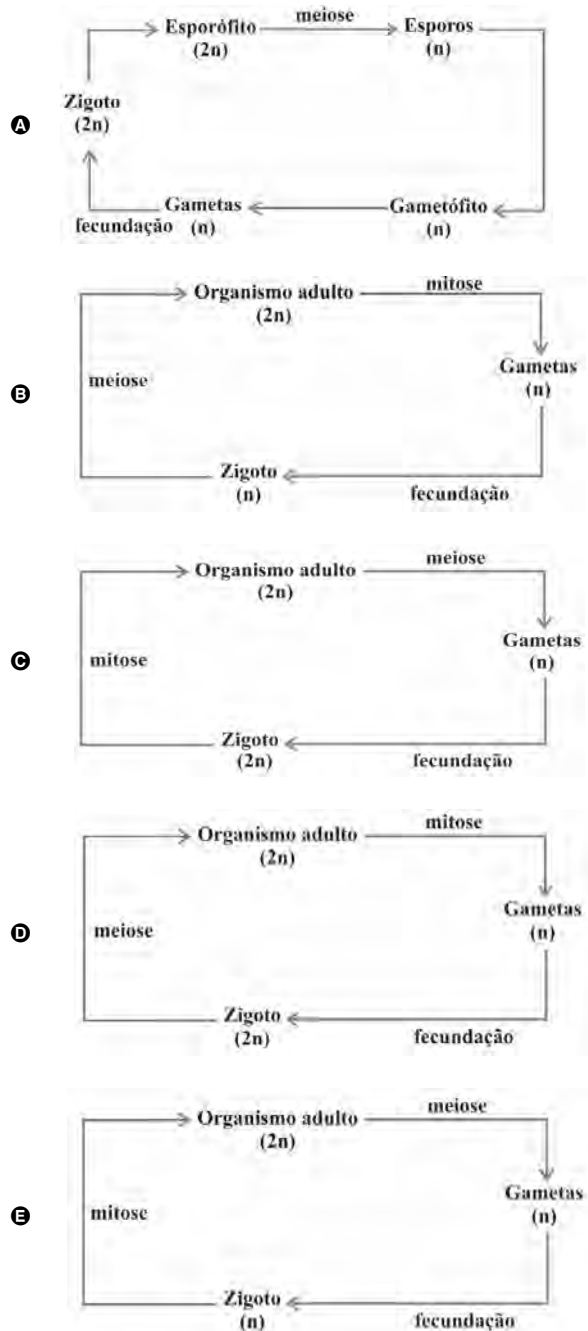 A
Esporófito
(2n)
meiose
Esporos
(n)
Zigoto
(2n)
fecundação
Gametas
(n)
Gametófito
(n)
B
Organismo adulto
(2n)
mitose
Gametas
(n)
meiose
Zigoto
(n)
fecundação
C
Organismo adulto
(2n)
meiose
Gametas
(n)
mitose
Zigoto
(2n)
fecundação
D
Organismo adulto
(2n)
mitose
Gametas
(n)
meiose
Zigoto
(2n)
fecundação
E
Organismo adulto
(2n)
meiose
Gametas
(n)
mitose
Zigoto
(n)
fecundação